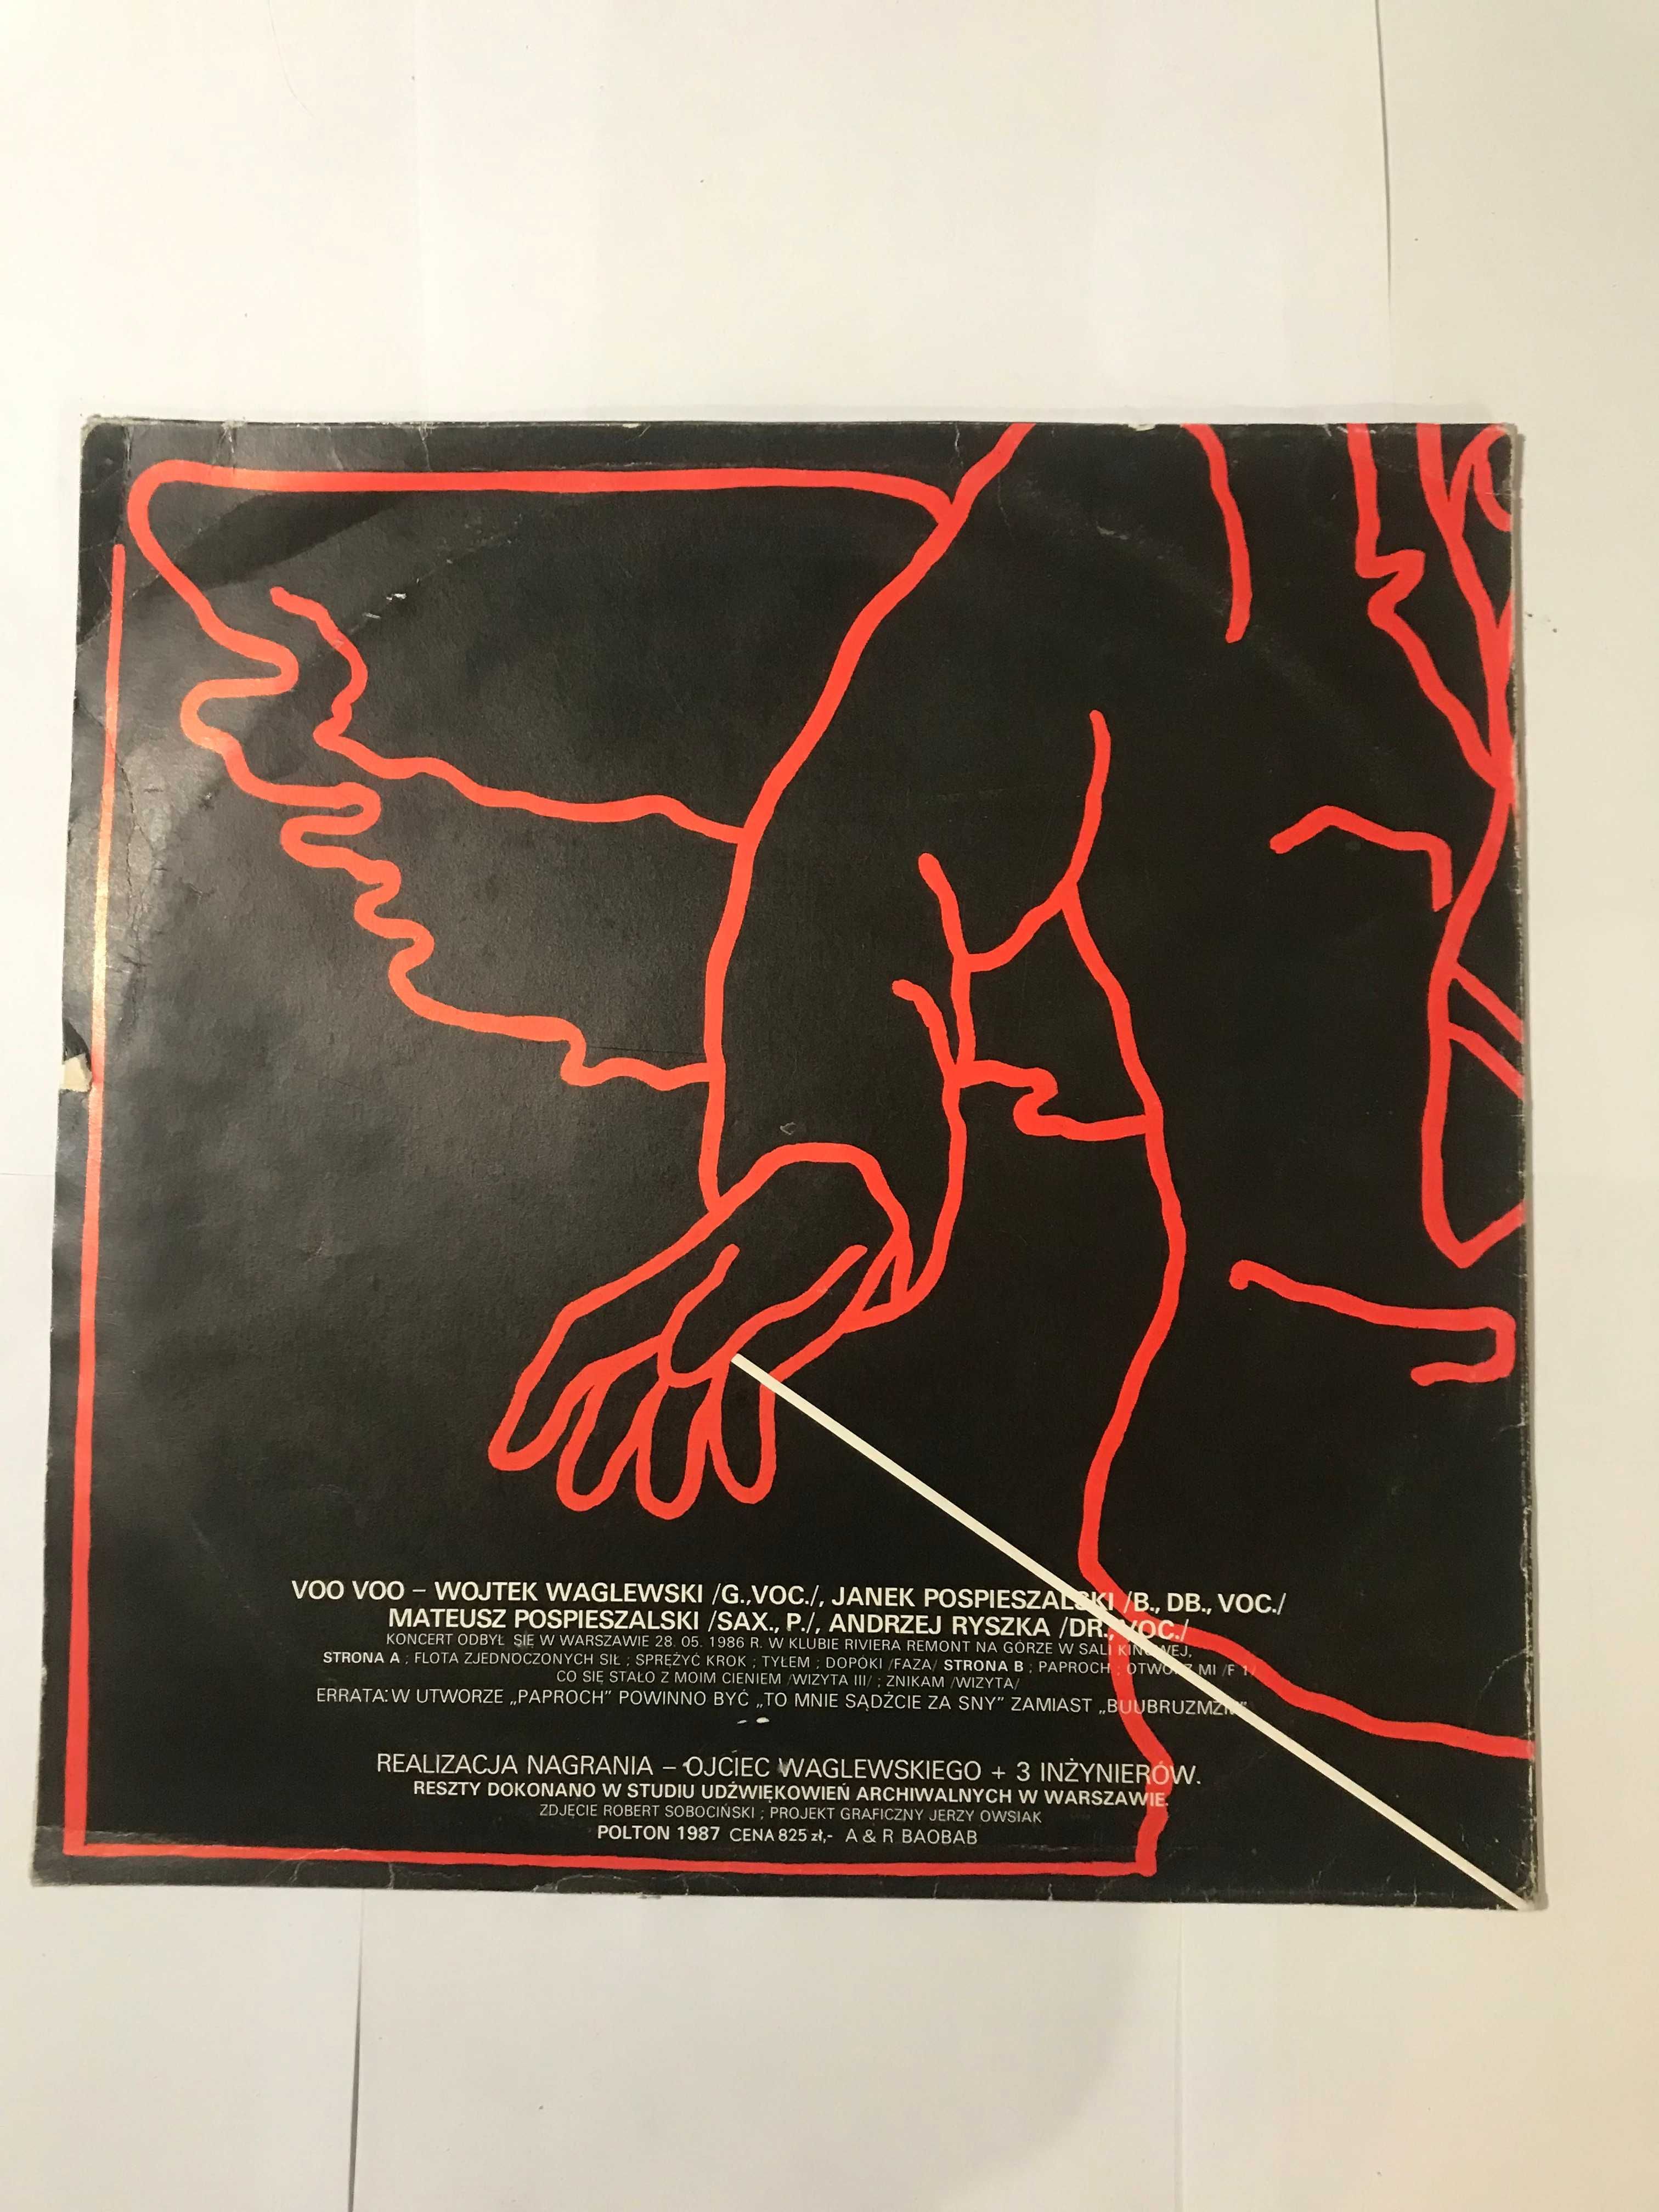 VOO VOO – WOJTEK WAGLEWSKI /G.,VOC./, JANEK POSPIESZALSKI /B., DB., VOC./
MATEUSZ POSPIESZALSKI /SAX., P./, ANDRZEJ RYSZKA /DR., VOC./
KONCERT ODBYŁ SIĘ W WARSZAWIE 28. 05. 1986 R. W KLUBIE RIVIERA REMONT NA GÓRZE W SALI KINOWEJ,
STRONA A ; FLOTA ZJEDNOCZONYCH SIŁ ; SPRĘŻYĆ KROK ; TYŁEM ; DOPÓKI /FAZA/ STRONA B ; PAPROCH ; OTWÓRZ MI /F 1/
CO SIĘ STAŁO Z MOIM CIENIEM /WIZYTA III/ ; ZNIKAM /WIZYTA/
ERRATA: W UTWORZE „PAPROCH” POWINNO BYĆ „TO MNIE SĄDŹCIE ZA SNY” ZAMIAST
REALIZACJA NAGRANIA – OJCIEC WAGLEWSKIEGO + 3 INŻYNIERÓW.
RESZTY DOKONANO W STUDIU UDŹWIĘKOWIEŃ ARCHIWALNYCH W WARSZAWIE.
ZDJĘCIE ROBERT SOBOCIŃSKI ; PROJEKT GRAFICZNY JERZY OWSIAK
POLTON 1987 CENA 825 zł,- A & R BAOBAB